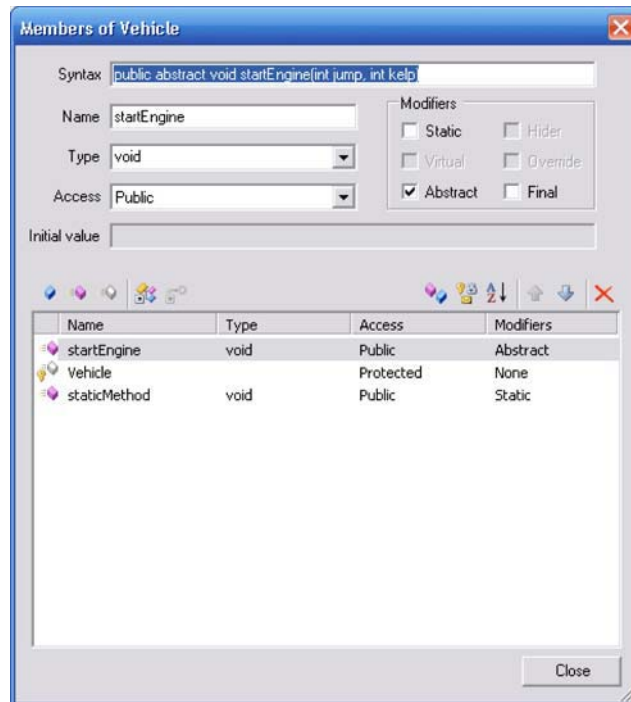 Members of Vehicle
Syntax public abstract void startEngine(int jump, int kelp)
Name startEngine
Type void
Access Public
Modifiers
Static Hider
Virtual Override
Abstract Final
Initial value
Name Type Access Modifiers
startEngine void Public Abstract
Vehicle Protected None
staticMethod void Public Static
Close